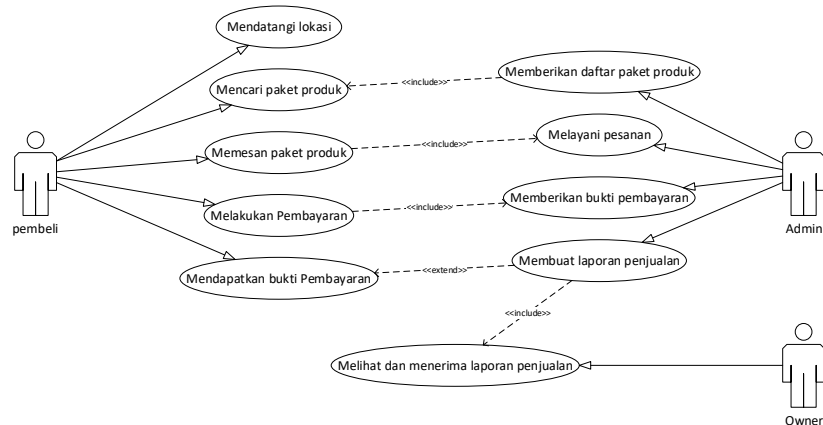 Mendatangi lokasi
Mencari paket produk
<<include>>
Memberikan daftar paket produk
Memesan paket produk
<<include>>
Melayani pesanan
pembeli
Melakukan Pembayaran
<<include>>
Memberikan bukti pembayaran
Admin
Mendapatkan bukti Pembayaran
<<extend>>
Membuat laporan penjualan
<<include>>
Melihat dan menerima laporan penjualan
Owner